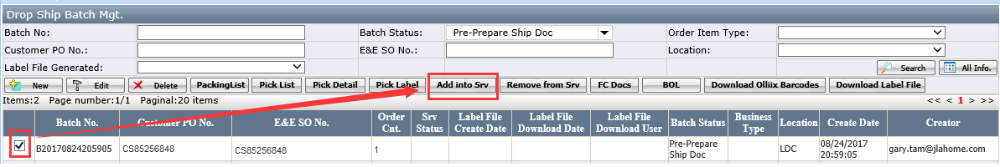 Drop Ship Batch Mgt.
Batch No: Batch Status: Pre-Prepare Ship Doc Order Item Type:
Customer PO No.: E&E SO No.: Location:
Label File Generated: Search All Info.
New Edit Delete PackingList Pick List Pick Detail Pick Label Add into Srv Remove from Srv FC Docs BOL Download Olliix Barcodes Download Label File
Items:2 Page number:1/1 Paginal:20 items << < 1 > >>
Batch No. Customer PO No. E&E SO No. Order Cnt. Srv Status Label File Create Date Label File Download Date Label File Download User Batch Status Business Type Location Create Date Creator
B20170824205905 CS85256848 CS85256848 1 Pre-Prepare Ship Doc LDC 08/24/2017 20:59:05 gary.tam@jlahome.com